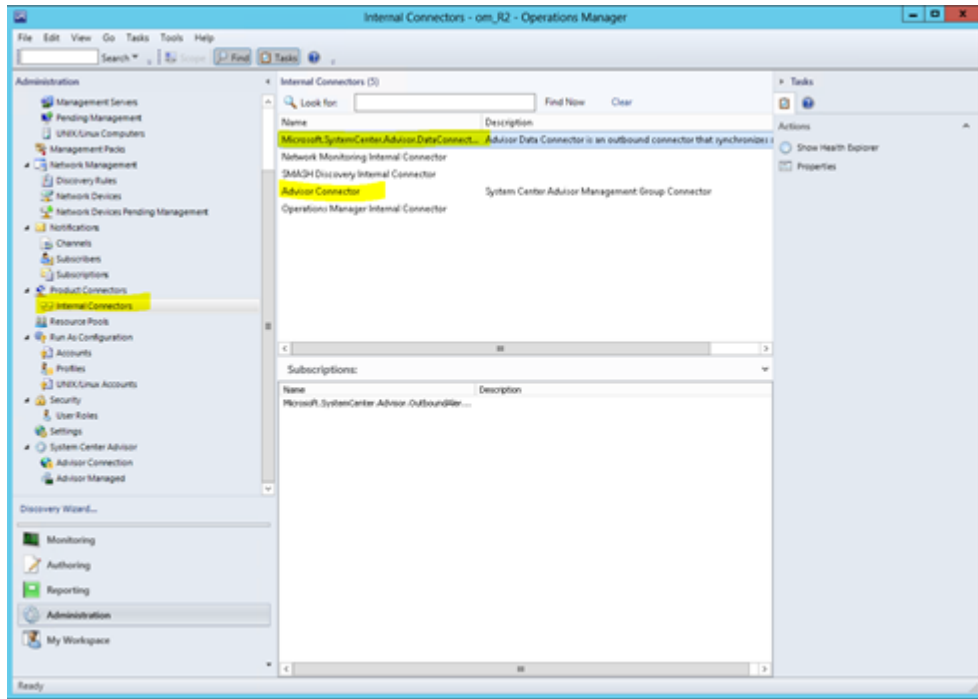 Internal Connectors - om_R2 - Operations Manager
File Edit View Go Tasks Tools Help
Search Scope Find Tasks
Administration
Management Servers
Pending Management
UNIX/Linux Computers
Management Packs
Network Management
Discovery Rules
Network Devices
Network Devices Pending Management
Notifications
Channels
Subscribers
Subscriptions
Product Connectors
Internal Connectors
Resource Pools
Run As Configuration
Accounts
Profiles
UNIX/Linux Accounts
Security
User Roles
Settings
System Center Advisor
Advisor Connection
Advisor Managed
Discovery Wizard...
Monitoring
Authoring
Reporting
Administration
My Workspace
Internal Connectors (5)
Look for: Find Now Clear
Name Description
Microsoft.SystemCenter.Advisor.DataConnect... Advisor Data Connector is an outbound connector that synchronizes
Network Monitoring Internal Connector
SMASH Discovery Internal Connector
Advisor Connector System Center Advisor Management Group Connector
Operations Manager Internal Connector
Subscriptions:
Name Description
Microsoft.SystemCenter.Advisor.OutboundAler...
Tasks
Actions
Show Health Explorer
Properties
Ready